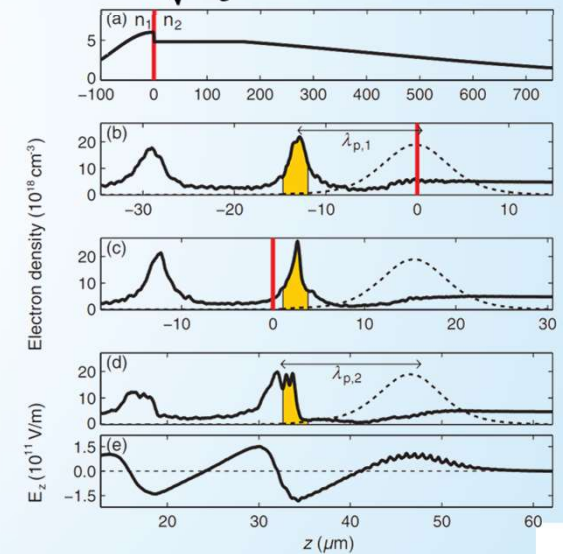 (a) n1 n2
5
0
−100 0 100 200 300 400 500 600 700
Electron density (10^18 cm^-3)
(b) λp,1
20
10
0
−30 −20 −10 0 10
(c)
20
10
0
−10 0 10 20 30
(d) λp,2
20
10
0
Ez (10^11 V/m)
(e)
1.5
0.0
−1.5
20 30 40 50 60
z (μm)